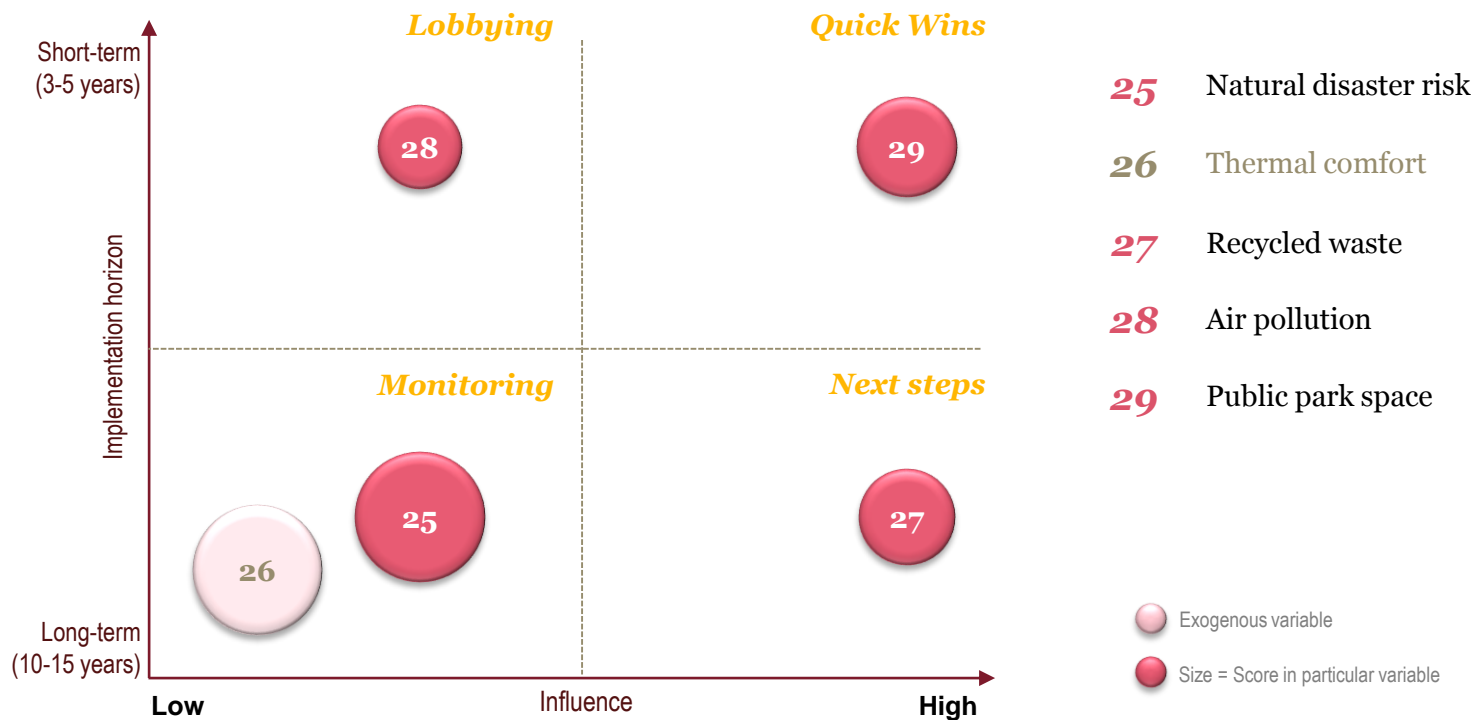 Lobbying
Quick Wins
Short-term
(3-5 years)
28
29
Implementation horizon
Monitoring
Next steps
25
27
26
Long-term
(10-15 years)
Low
Influence
High
25 Natural disaster risk
26 Thermal comfort
27 Recycled waste
28 Air pollution
29 Public park space
Exogenous variable
Size = Score in particular variable